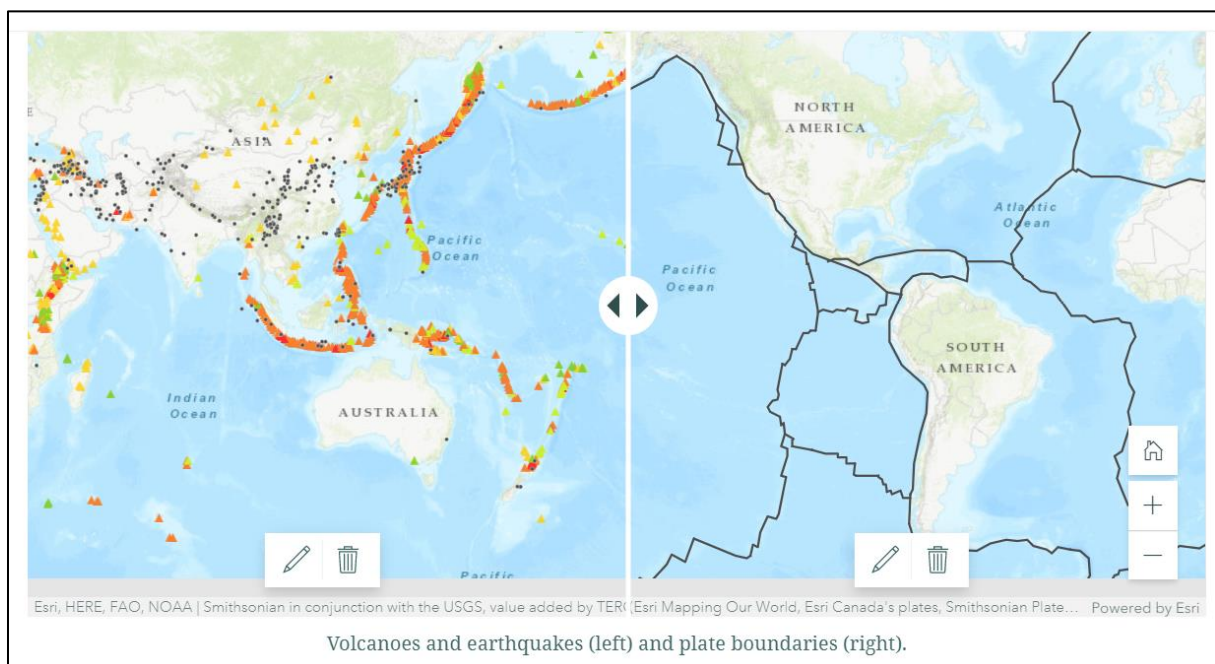 ASIA
Pacific
Ocean
Indian
Ocean
AUSTRALIA
Pacific
NORTH
AMERICA
Atlantic
Ocean
Pacific
Ocean
SOUTH
AMERICA
Esri, HERE, FAO, NOAA | Smithsonian in conjunction with the USGS, value added by TERC
Esri Mapping Our World, Esri Canada's plates, Smithsonian Plate… Powered by Esri
Volcanoes and earthquakes (left) and plate boundaries (right).